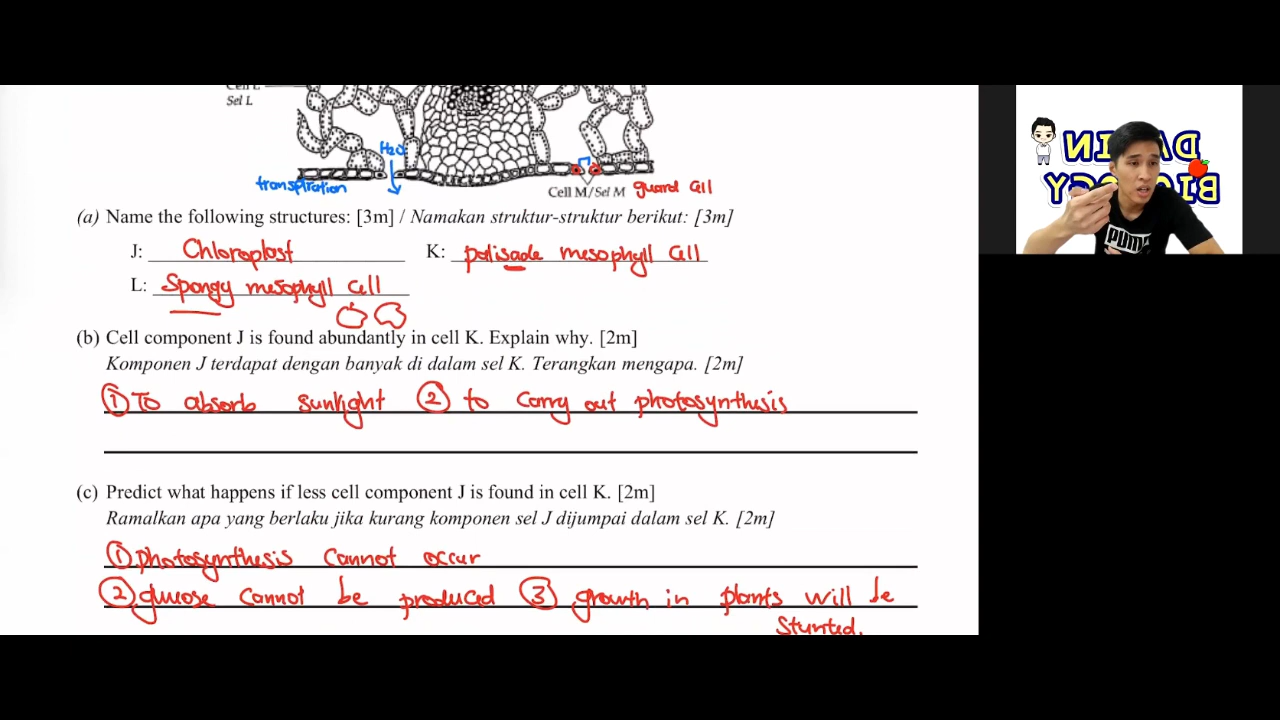 Cell L
Sel L
H₂O
transpiration
Cell M/Sel M guard cell
(a) Name the following structures: [3m] / Namakan struktur-struktur berikut: [3m]
J: Chloroplast K: palisade mesophyll cell
L: Spongy mesophyll cell
(b) Cell component J is found abundantly in cell K. Explain why. [2m]
Komponen J terdapat dengan banyak di dalam sel K. Terangkan mengapa. [2m]
① To absorb sunlight ② to carry out photosynthesis
(c) Predict what happens if less cell component J is found in cell K. [2m]
Ramalkan apa yang berlaku jika kurang komponen sel J dijumpai dalam sel K. [2m]
① photosynthesis cannot occur
② glucose cannot be produced ③ growth in plants will be
stunted.
BIOLOGY
PUMA